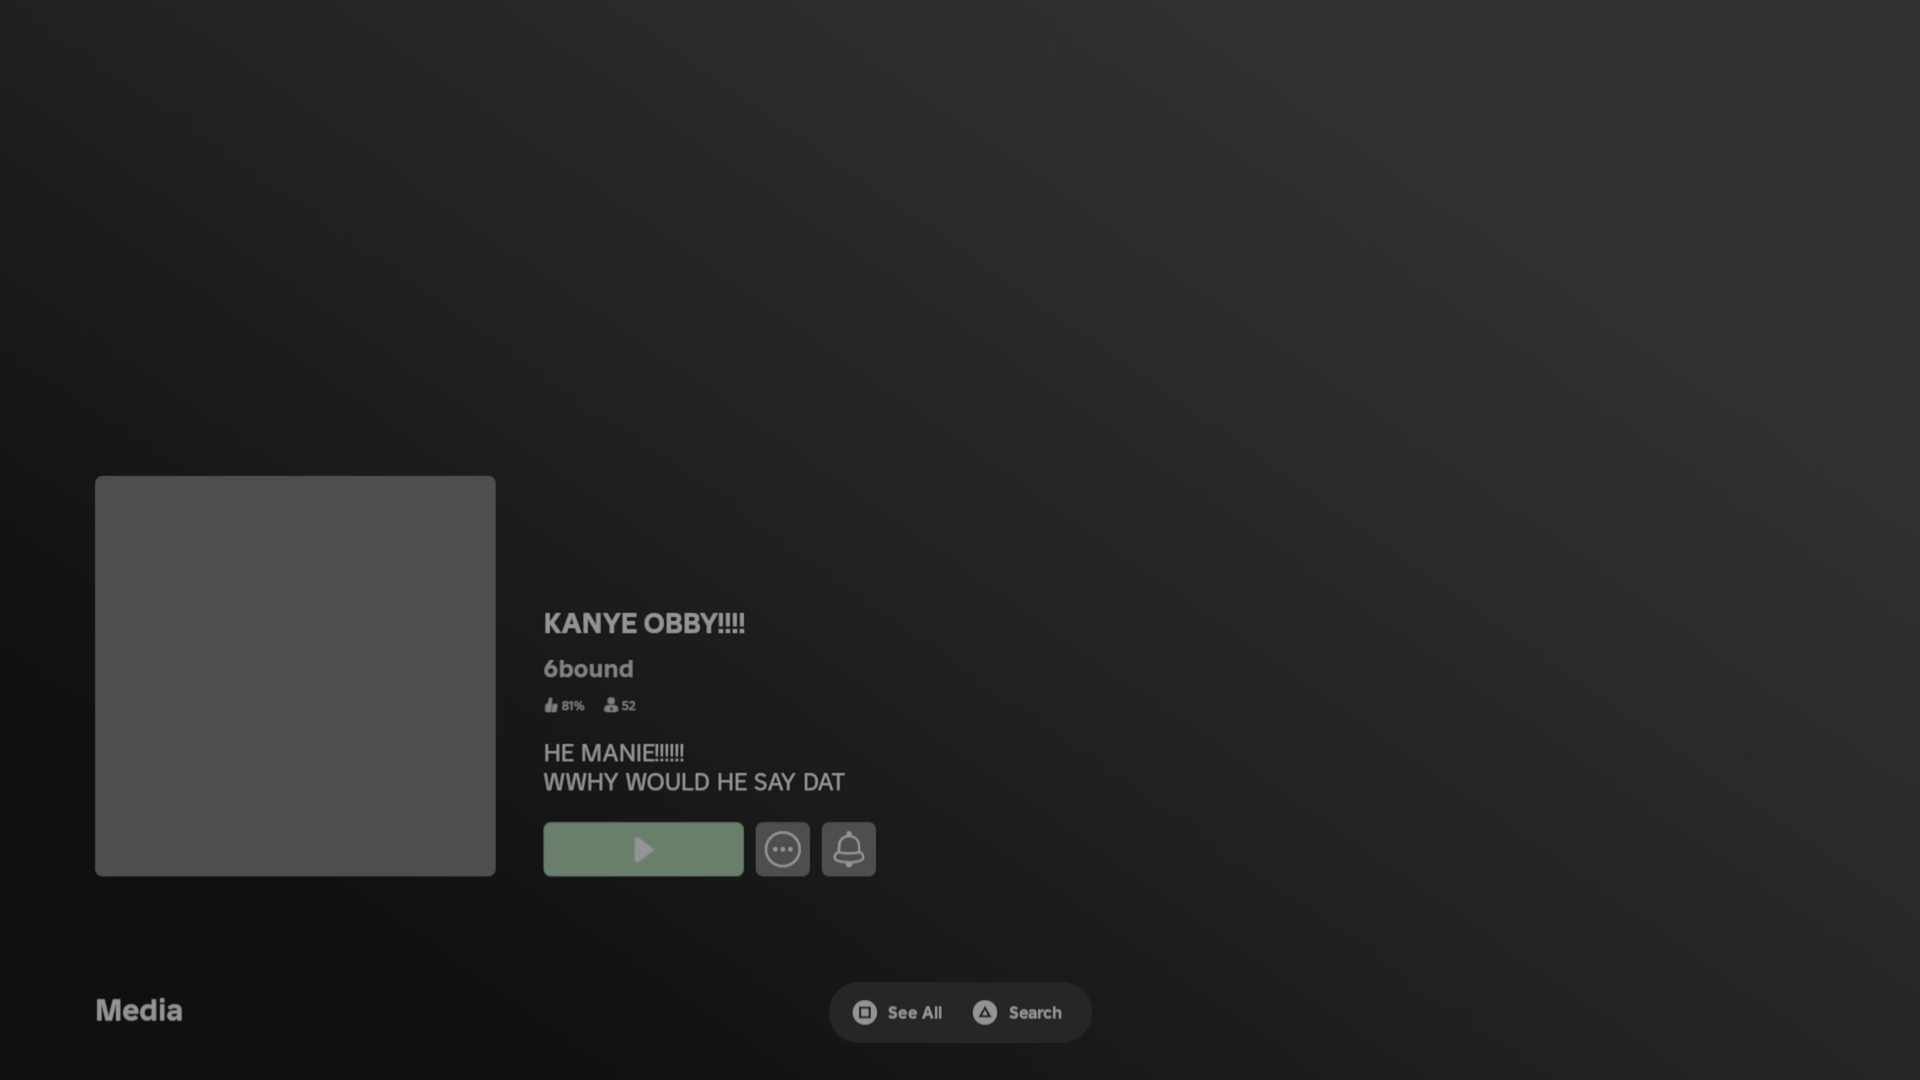 KANYE OBBY!!!!
6bound
81% 52
HE MANIE!!!!!!
WWHY WOULD HE SAY DAT
Media
See All Search